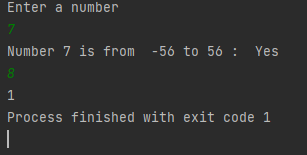 Enter a number
7
Number 7 is from  -56 to 56 :  Yes
8
1
Process finished with exit code 1